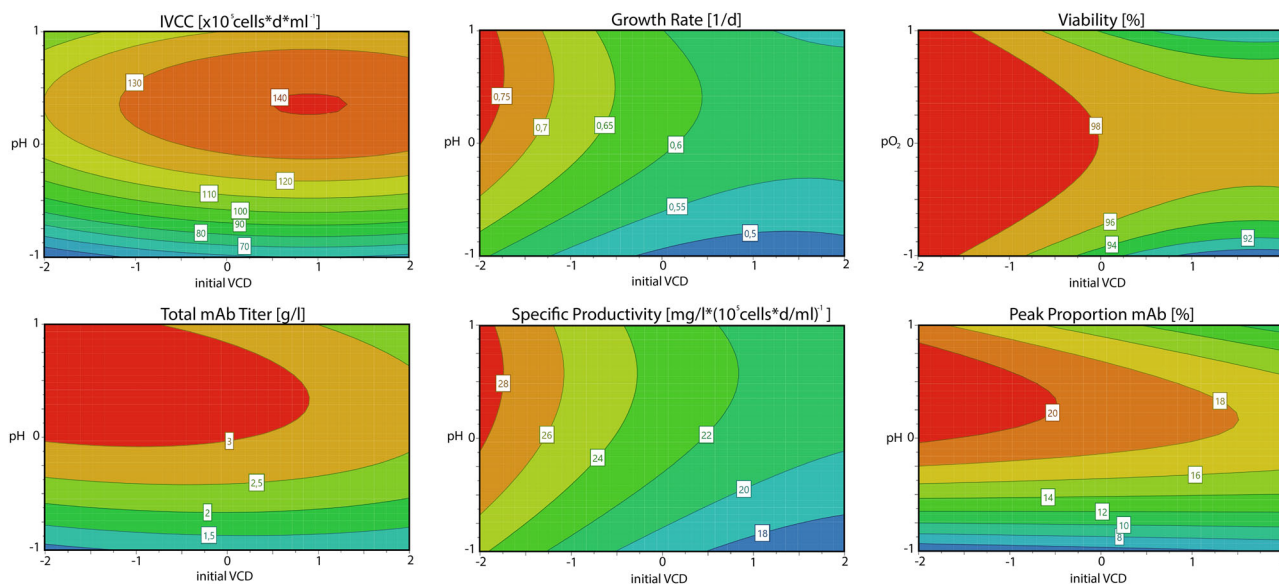 IVCC [x10⁵cells*d*ml⁻¹]
Growth Rate [1/d]
Viability [%]
1
130
140
pH 0
120
110
100
90
80
70
-1
-2 -1 0 1 2
initial VCD
1
0,75
0,7
0,65
pH 0
0,6
0,55
0,5
-1
-2 -1 0 1 2
initial VCD
1
98
pO₂ 0
96
94
92
-1
-2 -1 0 1 2
initial VCD
Total mAb Titer [g/l]
Specific Productivity [mg/l*(10⁵cells*d/ml)⁻¹ ]
Peak Proportion mAb [%]
1
pH 0
3
2,5
2
1,5
-1
-2 -1 0 1 2
initial VCD
1
28
pH 0
26
22
24
20
18
-1
-2 -1 0 1 2
initial VCD
1
18
20
pH 0
16
14
12
10
8
-1
-2 -1 0 1 2
initial VCD